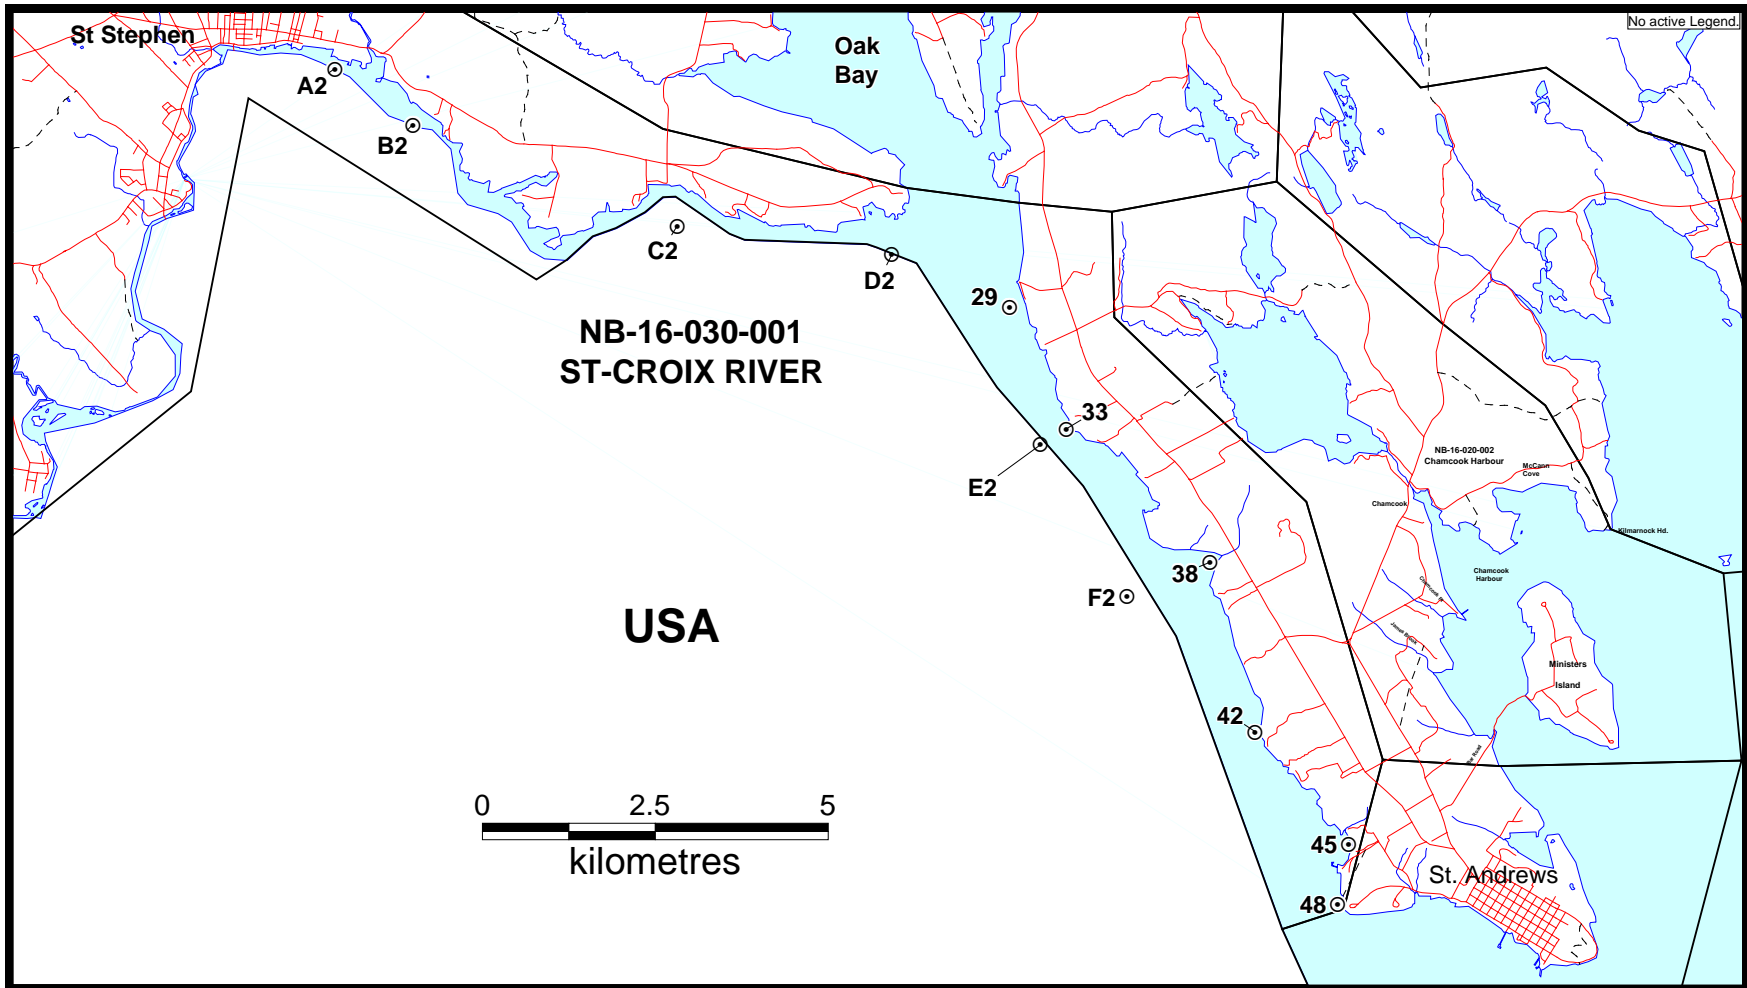 No active Legend.
St Stephen
Oak
Bay
A2
B2
C2
D2
29
NB-16-030-001
ST-CROIX RIVER
33
E2
NB-16-020-002
Chamcook Harbour
McCann
Cove
Chamcook
Kilmarnock Hd.
Chamcook
Harbour
38
F2
USA
Ministers
Island
42
Bar Road
0 2.5 5
kilometres
45
St. Andrews
48